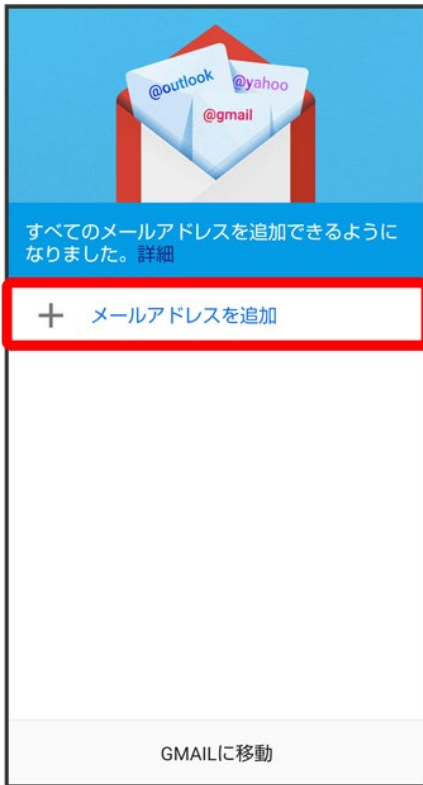 @outlook
@yahoo
@gmail
すべてのメールアドレスを追加できるように
なりました。詳細
＋ メールアドレスを追加
GMAILに移動